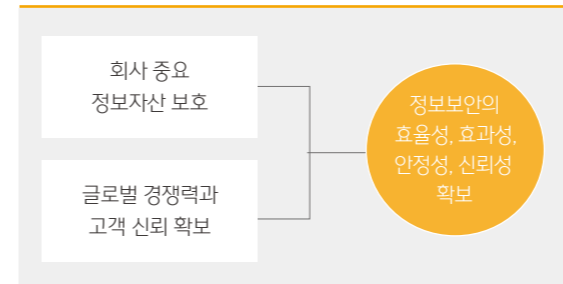 회사 중요
정보자산 보호
글로벌 경쟁력과
고객 신뢰 확보
정보보안의
효율성, 효과성,
안정성, 신뢰성
확보